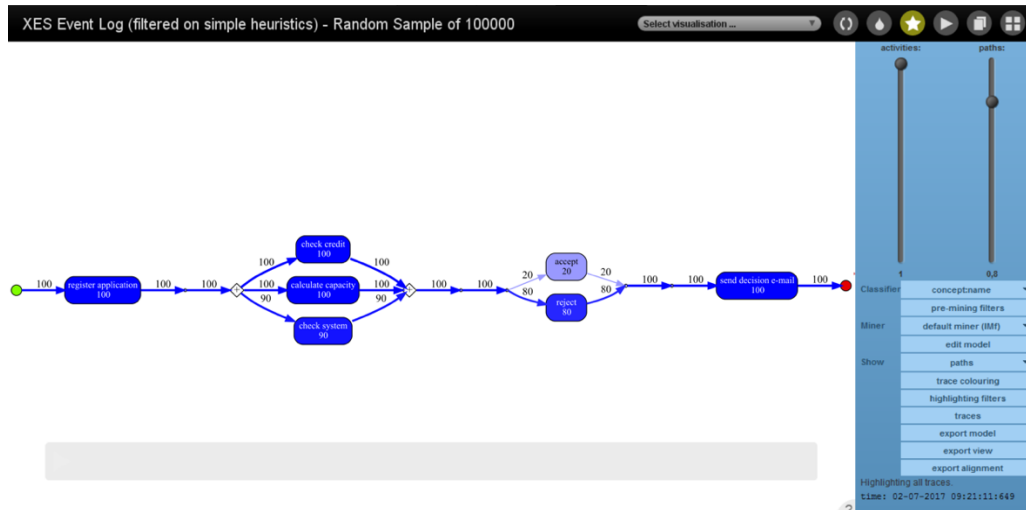 XES Event Log (filtered on simple heuristics) - Random Sample of 100000
Select visualisation ...
activities:
paths:
check credit
100
100
100
100
register application
100
100
100
100
calculate capacity
100
100
90
check system
90
90
100
100
20
accept
20
20
80
reject
80
80
100
100
send decision e-mail
100
100
1
0,8
Classifier
concept:name
pre-mining filters
Miner
default miner (IMf)
edit model
Show
paths
trace colouring
highlighting filters
traces
export model
export view
export alignment
Highlighting all traces.
time: 02-07-2017 09:21:11:649